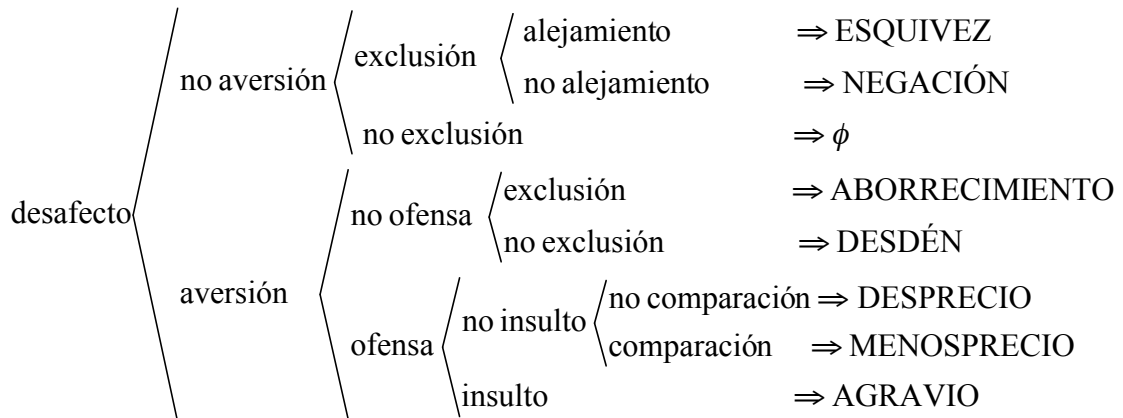 alejamiento ⇒ ESQUIVEZ
exclusión
no aversión
no alejamiento ⇒ NEGACIÓN
no exclusión ⇒ ϕ
exclusión ⇒ ABORRECIMIENTO
desafecto
no ofensa
no exclusión ⇒ DESDÉN
aversión
no comparación ⇒ DESPRECIO
no insulto
ofensa
comparación ⇒ MENOSPRECIO
insulto ⇒ AGRAVIO